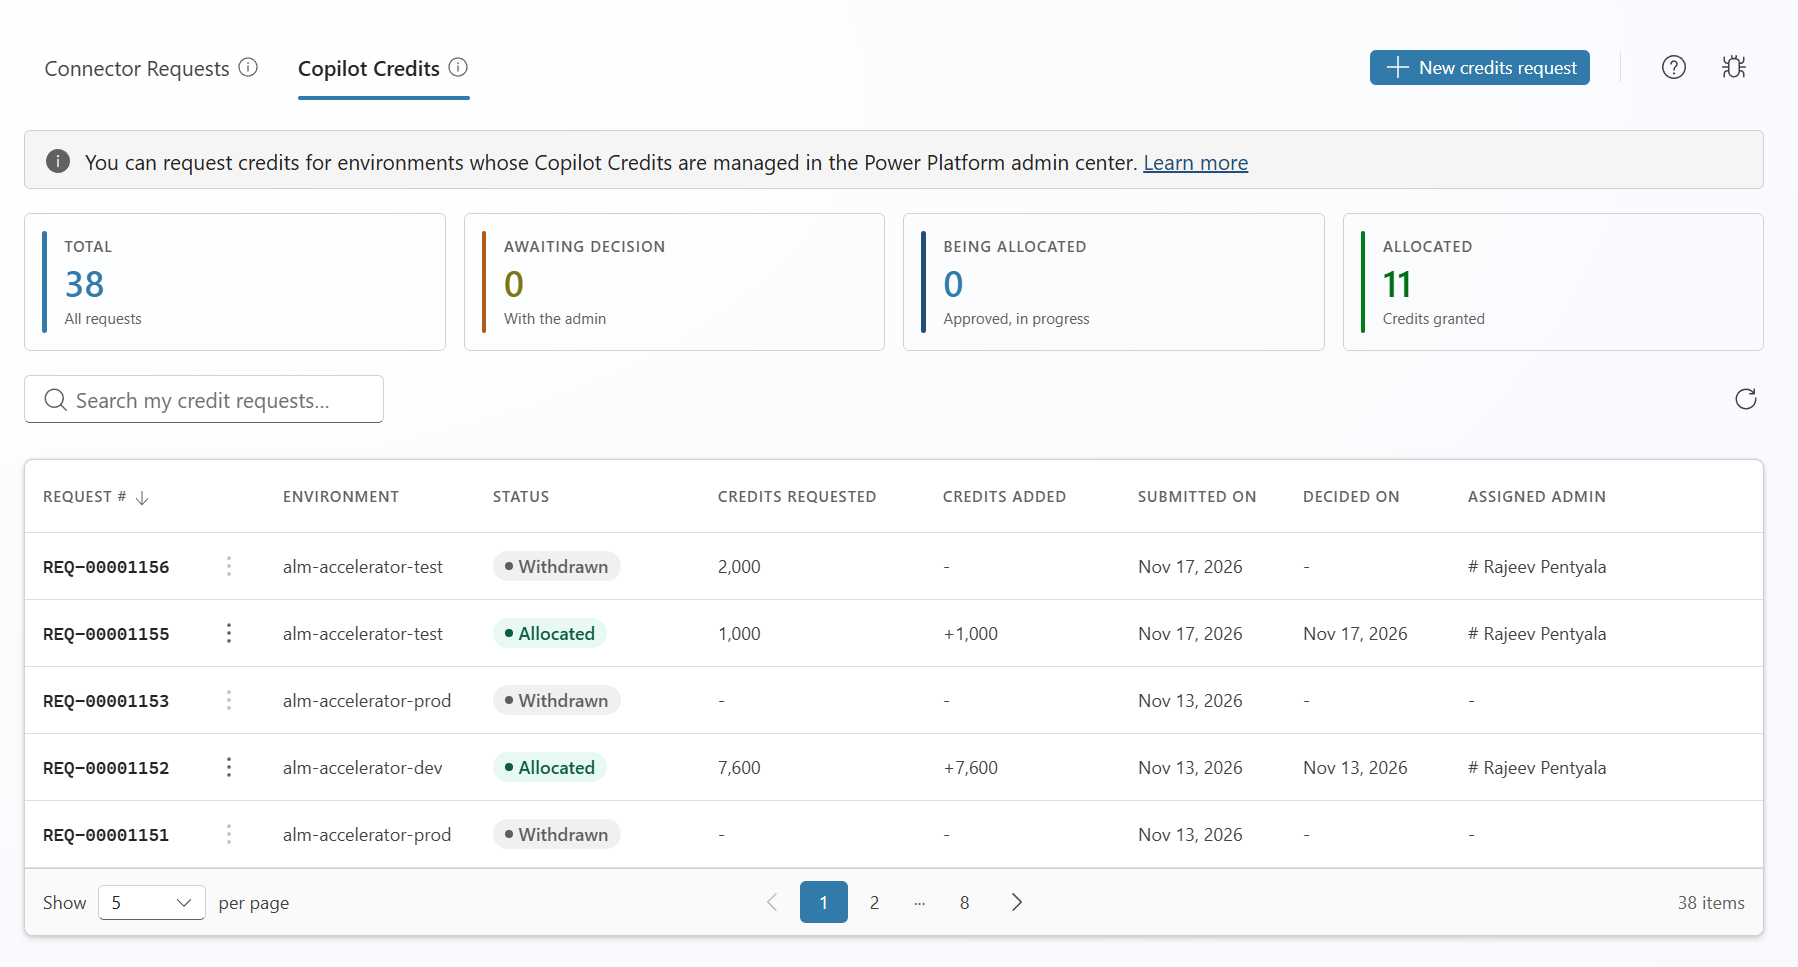 Connector Requests
Copilot Credits
New credits request
You can request credits for environments whose Copilot Credits are managed in the Power Platform admin center. Learn more
TOTAL
38
All requests
AWAITING DECISION
0
With the admin
BEING ALLOCATED
0
Approved, in progress
ALLOCATED
11
Credits granted
Search my credit requests...
REQUEST # ENVIRONMENT STATUS CREDITS REQUESTED CREDITS ADDED SUBMITTED ON DECIDED ON ASSIGNED ADMIN
REQ-00001156 alm-accelerator-test Withdrawn 2,000 - Nov 17, 2026 - # Rajeev Pentyala
REQ-00001155 alm-accelerator-test Allocated 1,000 +1,000 Nov 17, 2026 Nov 17, 2026 # Rajeev Pentyala
REQ-00001153 alm-accelerator-prod Withdrawn - - Nov 13, 2026 - -
REQ-00001152 alm-accelerator-dev Allocated 7,600 +7,600 Nov 13, 2026 Nov 13, 2026 # Rajeev Pentyala
REQ-00001151 alm-accelerator-prod Withdrawn - - Nov 13, 2026 - -
Show 5 per page 1 2 ... 8 38 items